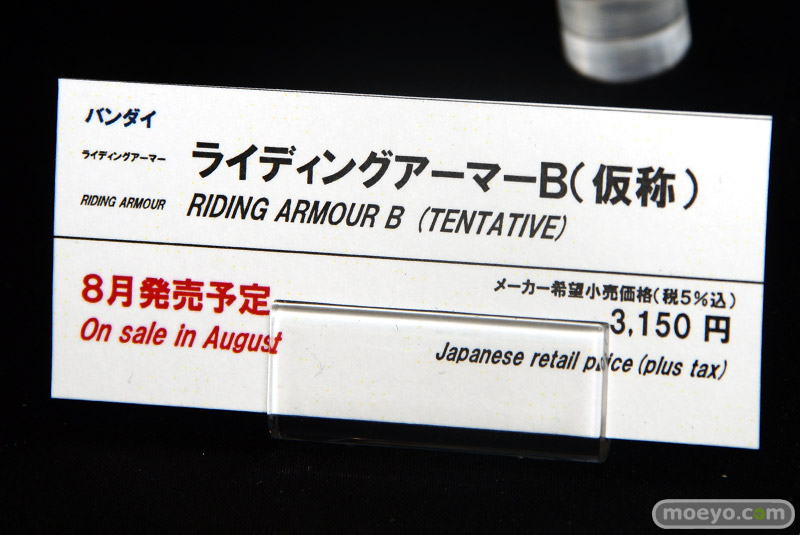 バンダイ
ライディングアーマー
ライディングアーマーB(仮称)
RIDING ARMOUR
RIDING ARMOUR B (TENTATIVE)
8月発売予定
On sale in August
メーカー希望小売価格(税5%込)
3,150 円
Japanese retail price (plus tax)
moeyo.com